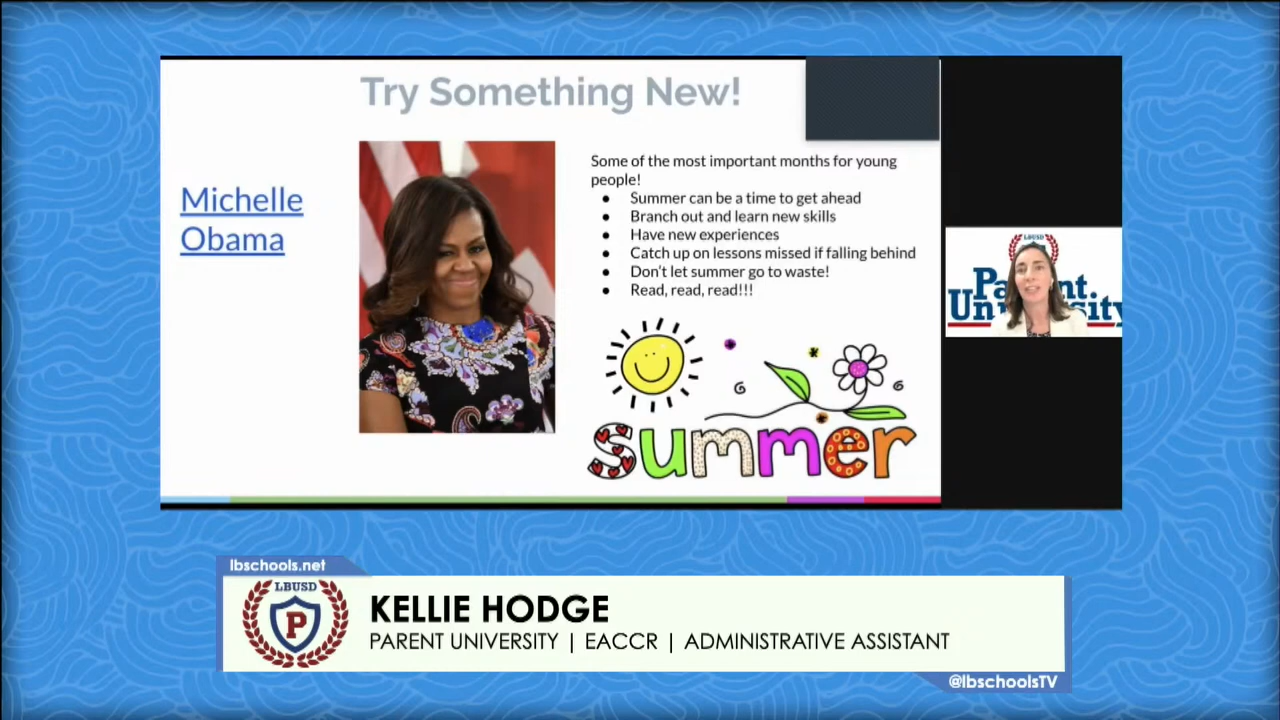 Try Something New!
Michelle
Obama
Some of the most important months for young
people!
● Summer can be a time to get ahead
● Branch out and learn new skills
● Have new experiences
● Catch up on lessons missed if falling behind
● Don't let summer go to waste!
● Read, read, read!!!
summer
LBUSD
Parent
University
lbschools.net
LBUSD
P
KELLIE HODGE
PARENT UNIVERSITY | EACCR | ADMINISTRATIVE ASSISTANT
@lbschoolsTV